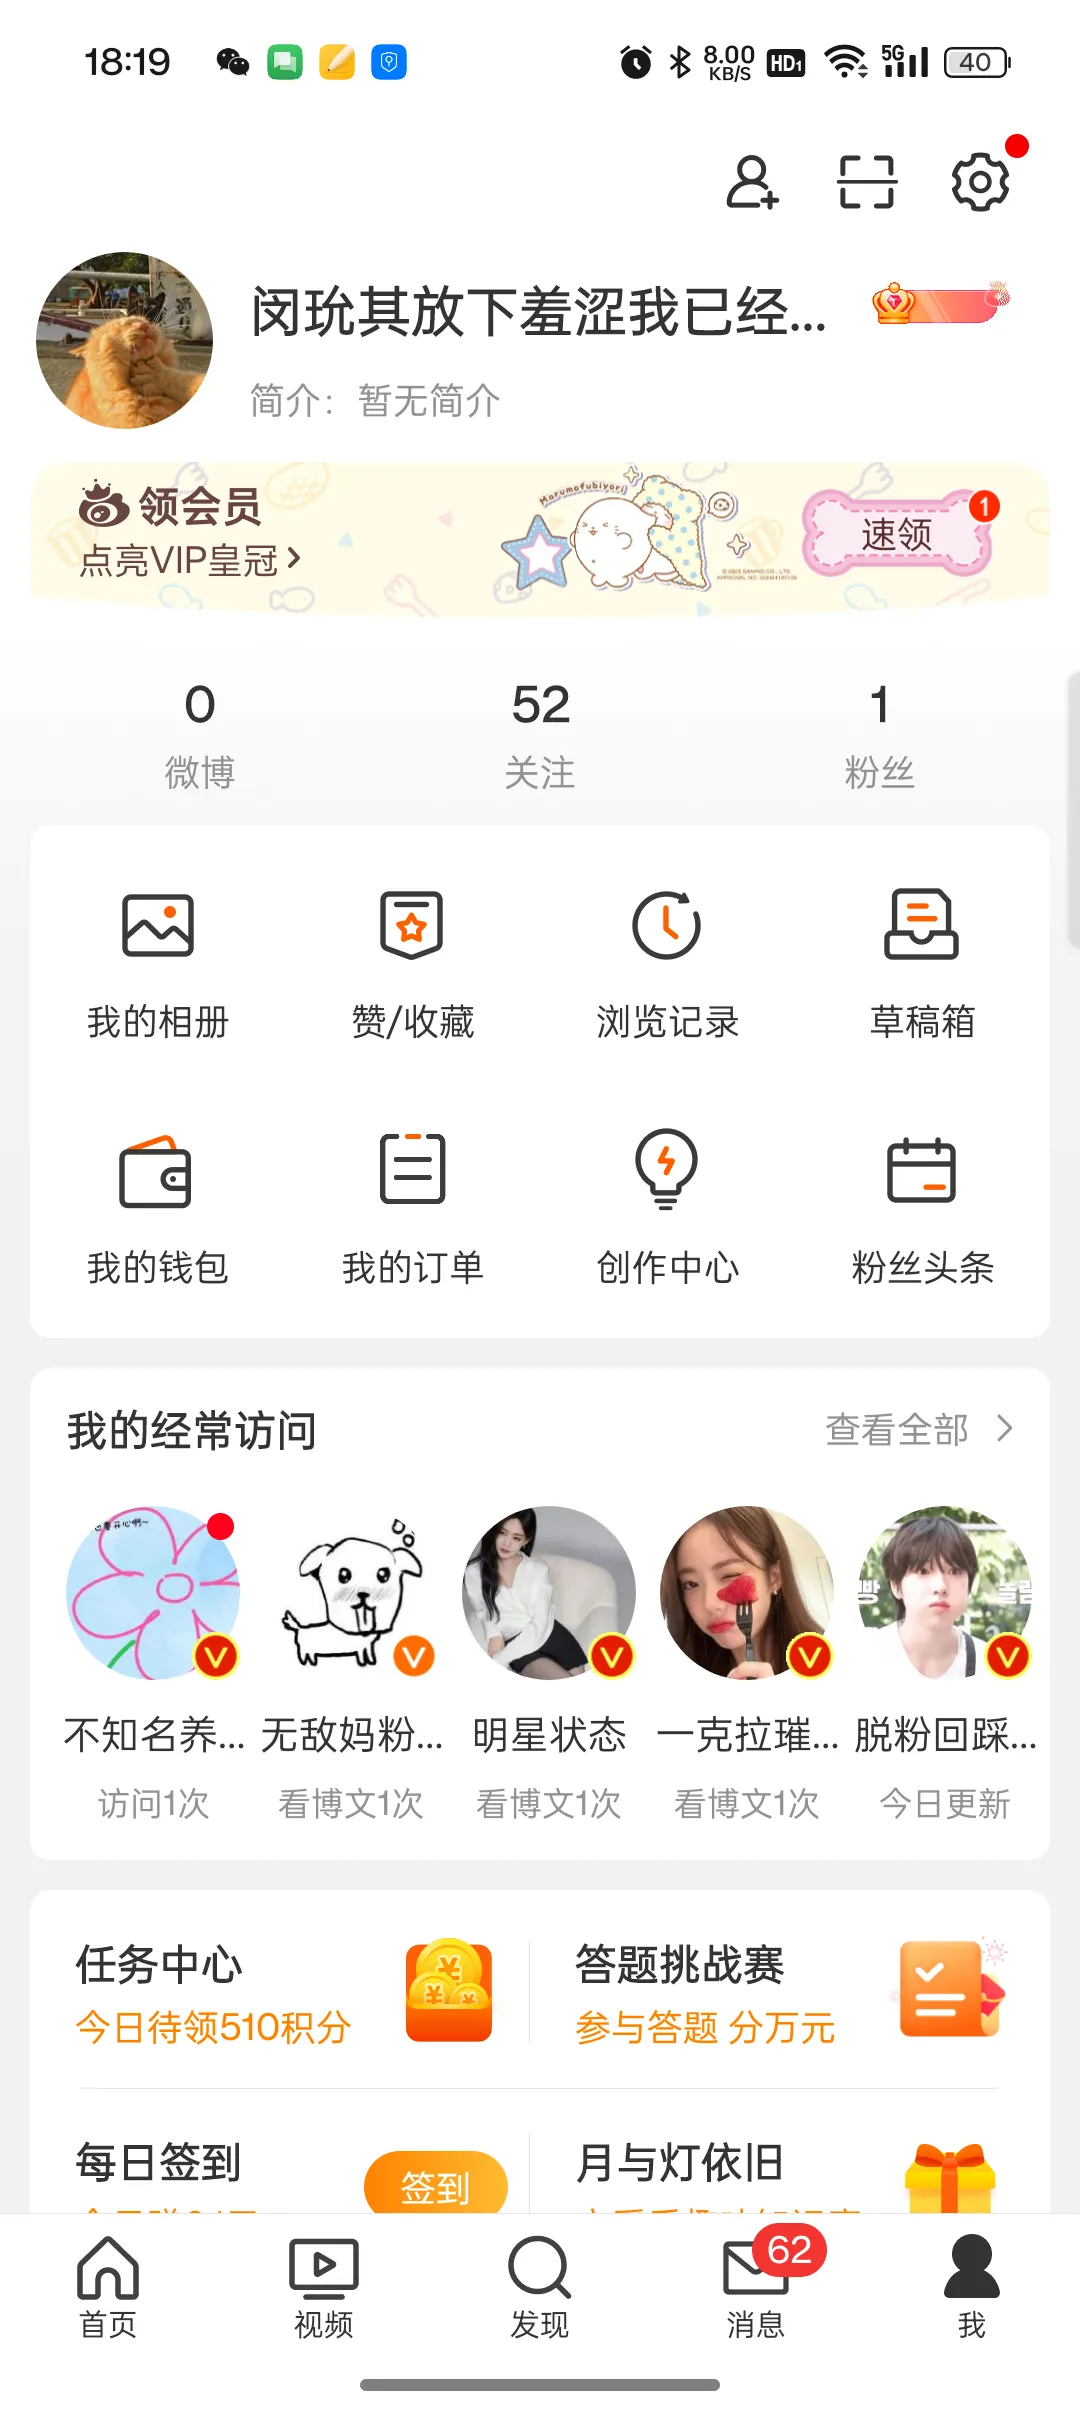 18:19
8.00
KB/S
HD1
5G
40
闵玧其放下羞涩我已经...
简介：暂无简介
领会员
点亮VIP皇冠
Marumofubiyori
速领
1
0
52
1
微博
关注
粉丝
我的相册
赞/收藏
浏览记录
草稿箱
我的钱包
我的订单
创作中心
粉丝头条
我的经常访问
查看全部
不知名养...
无敌妈粉...
明星状态
一克拉璀...
脱粉回踩...
访问1次
看博文1次
看博文1次
看博文1次
今日更新
任务中心
今日待领510积分
答题挑战赛
参与答题 分万元
每日签到
签到
月与灯依旧
62
首页
视频
发现
消息
我